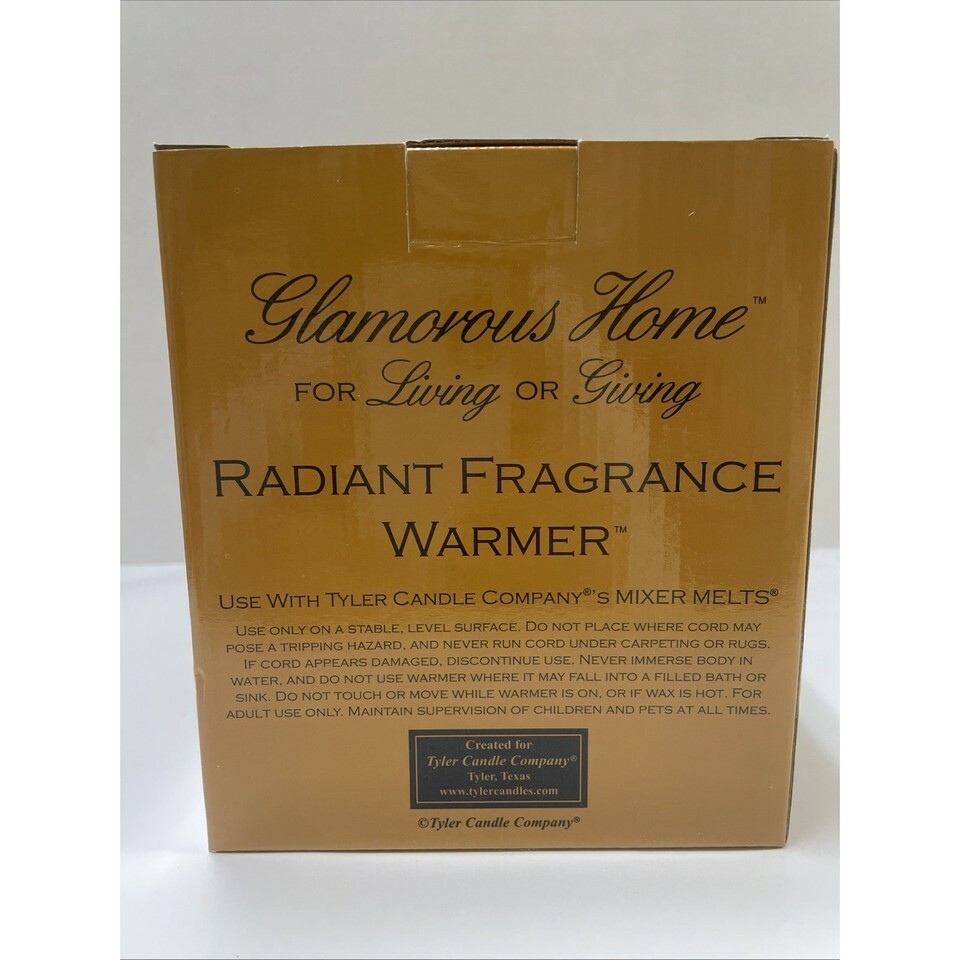 Glamorous Home™
FOR Living OR Giving
RADIANT FRAGRANCE
WARMER™
USE WITH TYLER CANDLE COMPANY®'S MIXER MELTS®
USE ONLY ON A STABLE, LEVEL SURFACE. DO NOT PLACE WHERE CORD MAY
POSE A TRIPPING HAZARD, AND NEVER RUN CORD UNDER CARPETING OR RUGS.
IF CORD APPEARS DAMAGED, DISCONTINUE USE. NEVER IMMERSE BODY IN
WATER, AND DO NOT USE WARMER WHERE IT MAY FALL INTO A FILLED BATH OR
SINK. DO NOT TOUCH OR MOVE WHILE WARMER IS ON, OR IF WAX IS HOT. FOR
ADULT USE ONLY. MAINTAIN SUPERVISION OF CHILDREN AND PETS AT ALL TIMES.
Created for
Tyler Candle Company®
Tyler, Texas
www.tylercandles.com
©Tyler Candle Company®